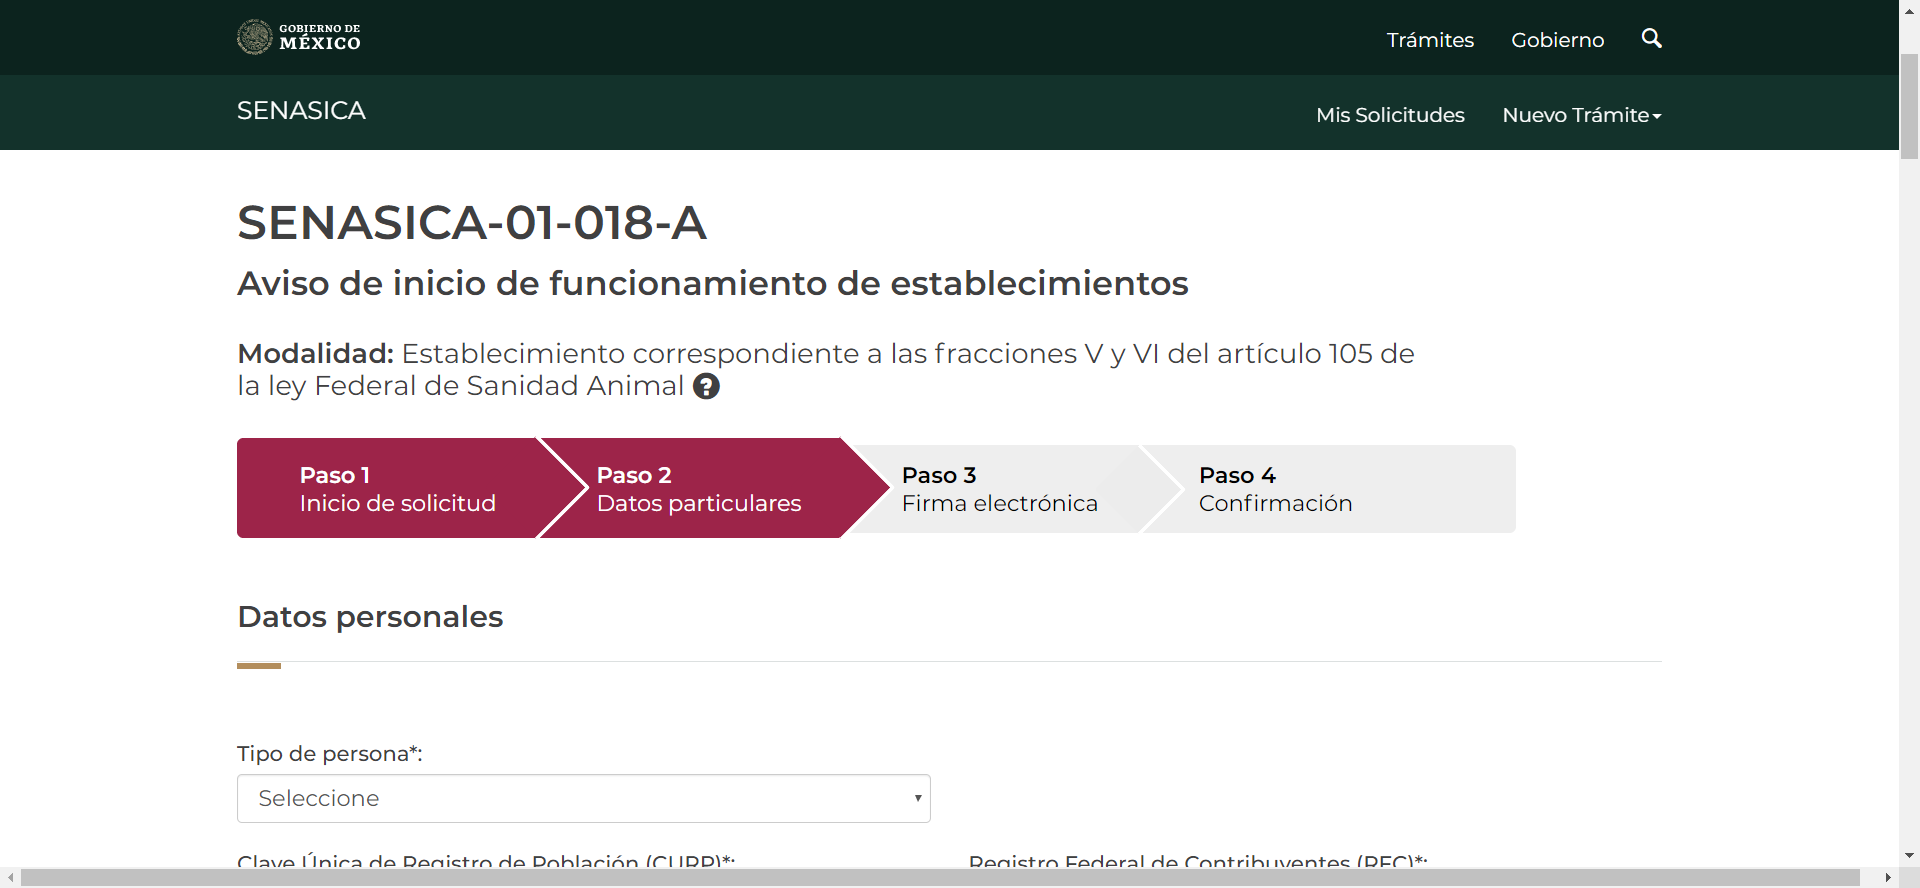 GOBIERNO DE
MÉXICO
Trámites
Gobierno
SENASICA
Mis Solicitudes
Nuevo Trámite
SENASICA-01-018-A
Aviso de inicio de funcionamiento de establecimientos
Modalidad: Establecimiento correspondiente a las fracciones V y VI del artículo 105 de
la ley Federal de Sanidad Animal
Paso 1
Inicio de solicitud
Paso 2
Datos particulares
Paso 3
Firma electrónica
Paso 4
Confirmación
Datos personales
Tipo de persona*:
Seleccione
Clave Única de Registro de Población (CURP)*:
Registro Federal de Contribuyentes (RFC)*: